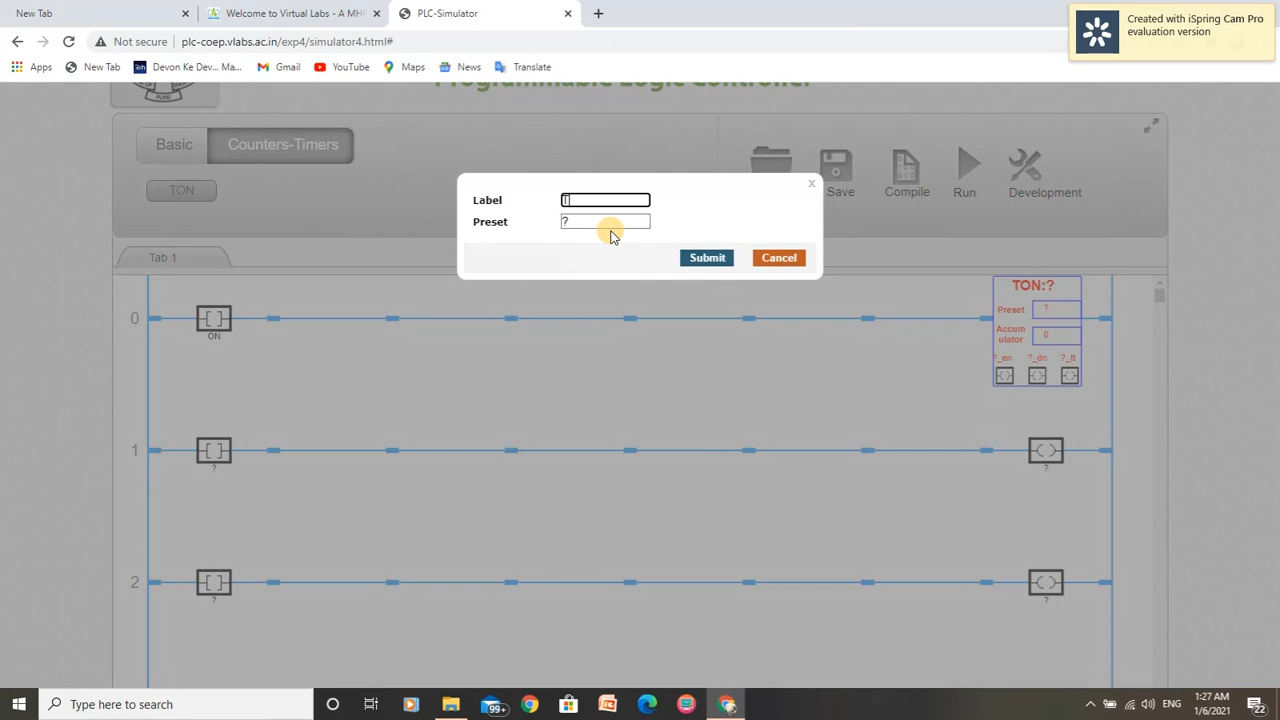 New Tab
Welcome to Virtual Labs - A MHE
PLC-Simulator
Created with iSpring Cam Pro
evaluation version
Not secure
plc-coep.vlabs.ac.in/exp4/simulator4.html#
Apps
New Tab
Devon Ke Dev... Ma...
Gmail
YouTube
Maps
News
Translate
Programmable Logic Controller
PUNE
Basic
Counters-Timers
TON
Save
Compile
Run
Development
x
Label T
Preset ?
Submit
Cancel
Tab 1
0
ON
TON:?
Preset ?
Accum
ulator
0
?_en ?_dn ?_tt
1
?
?
2
?
?
Type here to search
99+
ENG
1:27 AM
1/6/2021
22